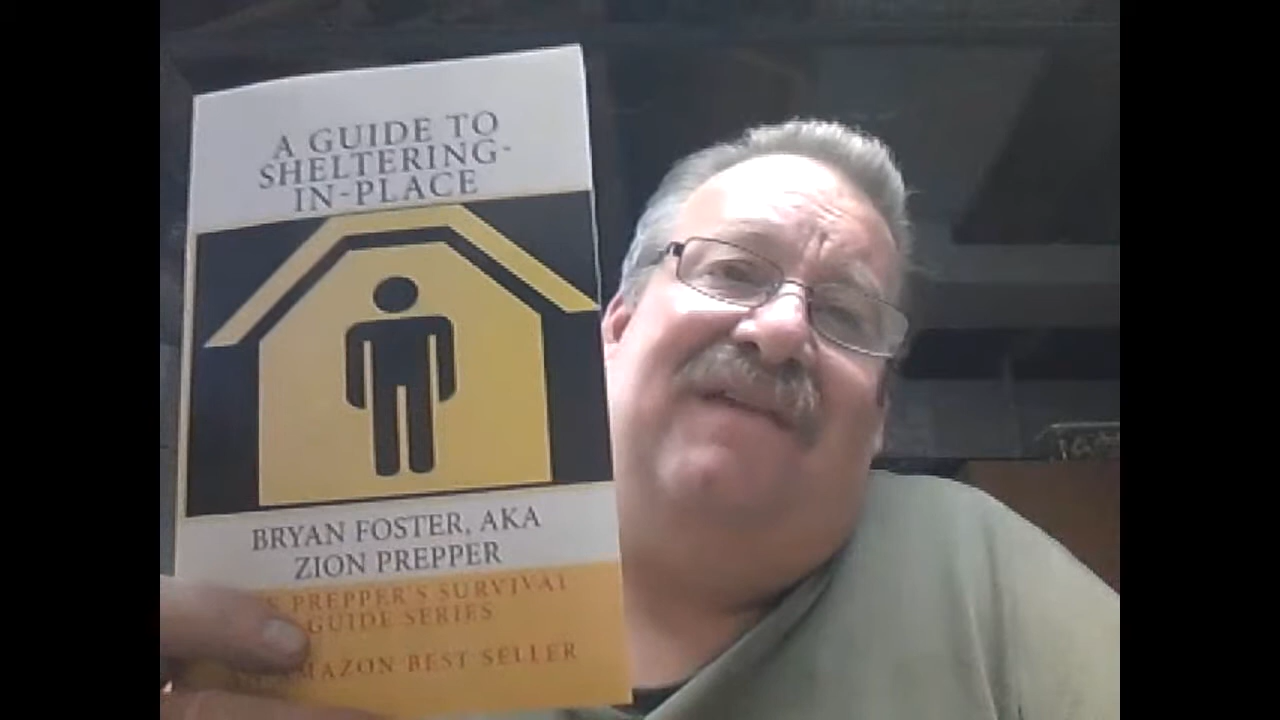 A GUIDE TO
SHELTERING-
IN-PLACE
BRYAN FOSTER, AKA
ZION PREPPER
PREPPER'S SURVIVAL
GUIDE SERIES
AMAZON BEST SELLER